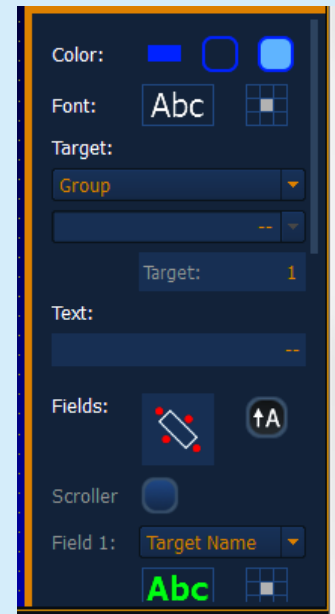 Color:
Font: Abc
Target:
Group
--
Target: 1
Text:
--
Fields: A
Scroller
Field 1: Target Name
Abc